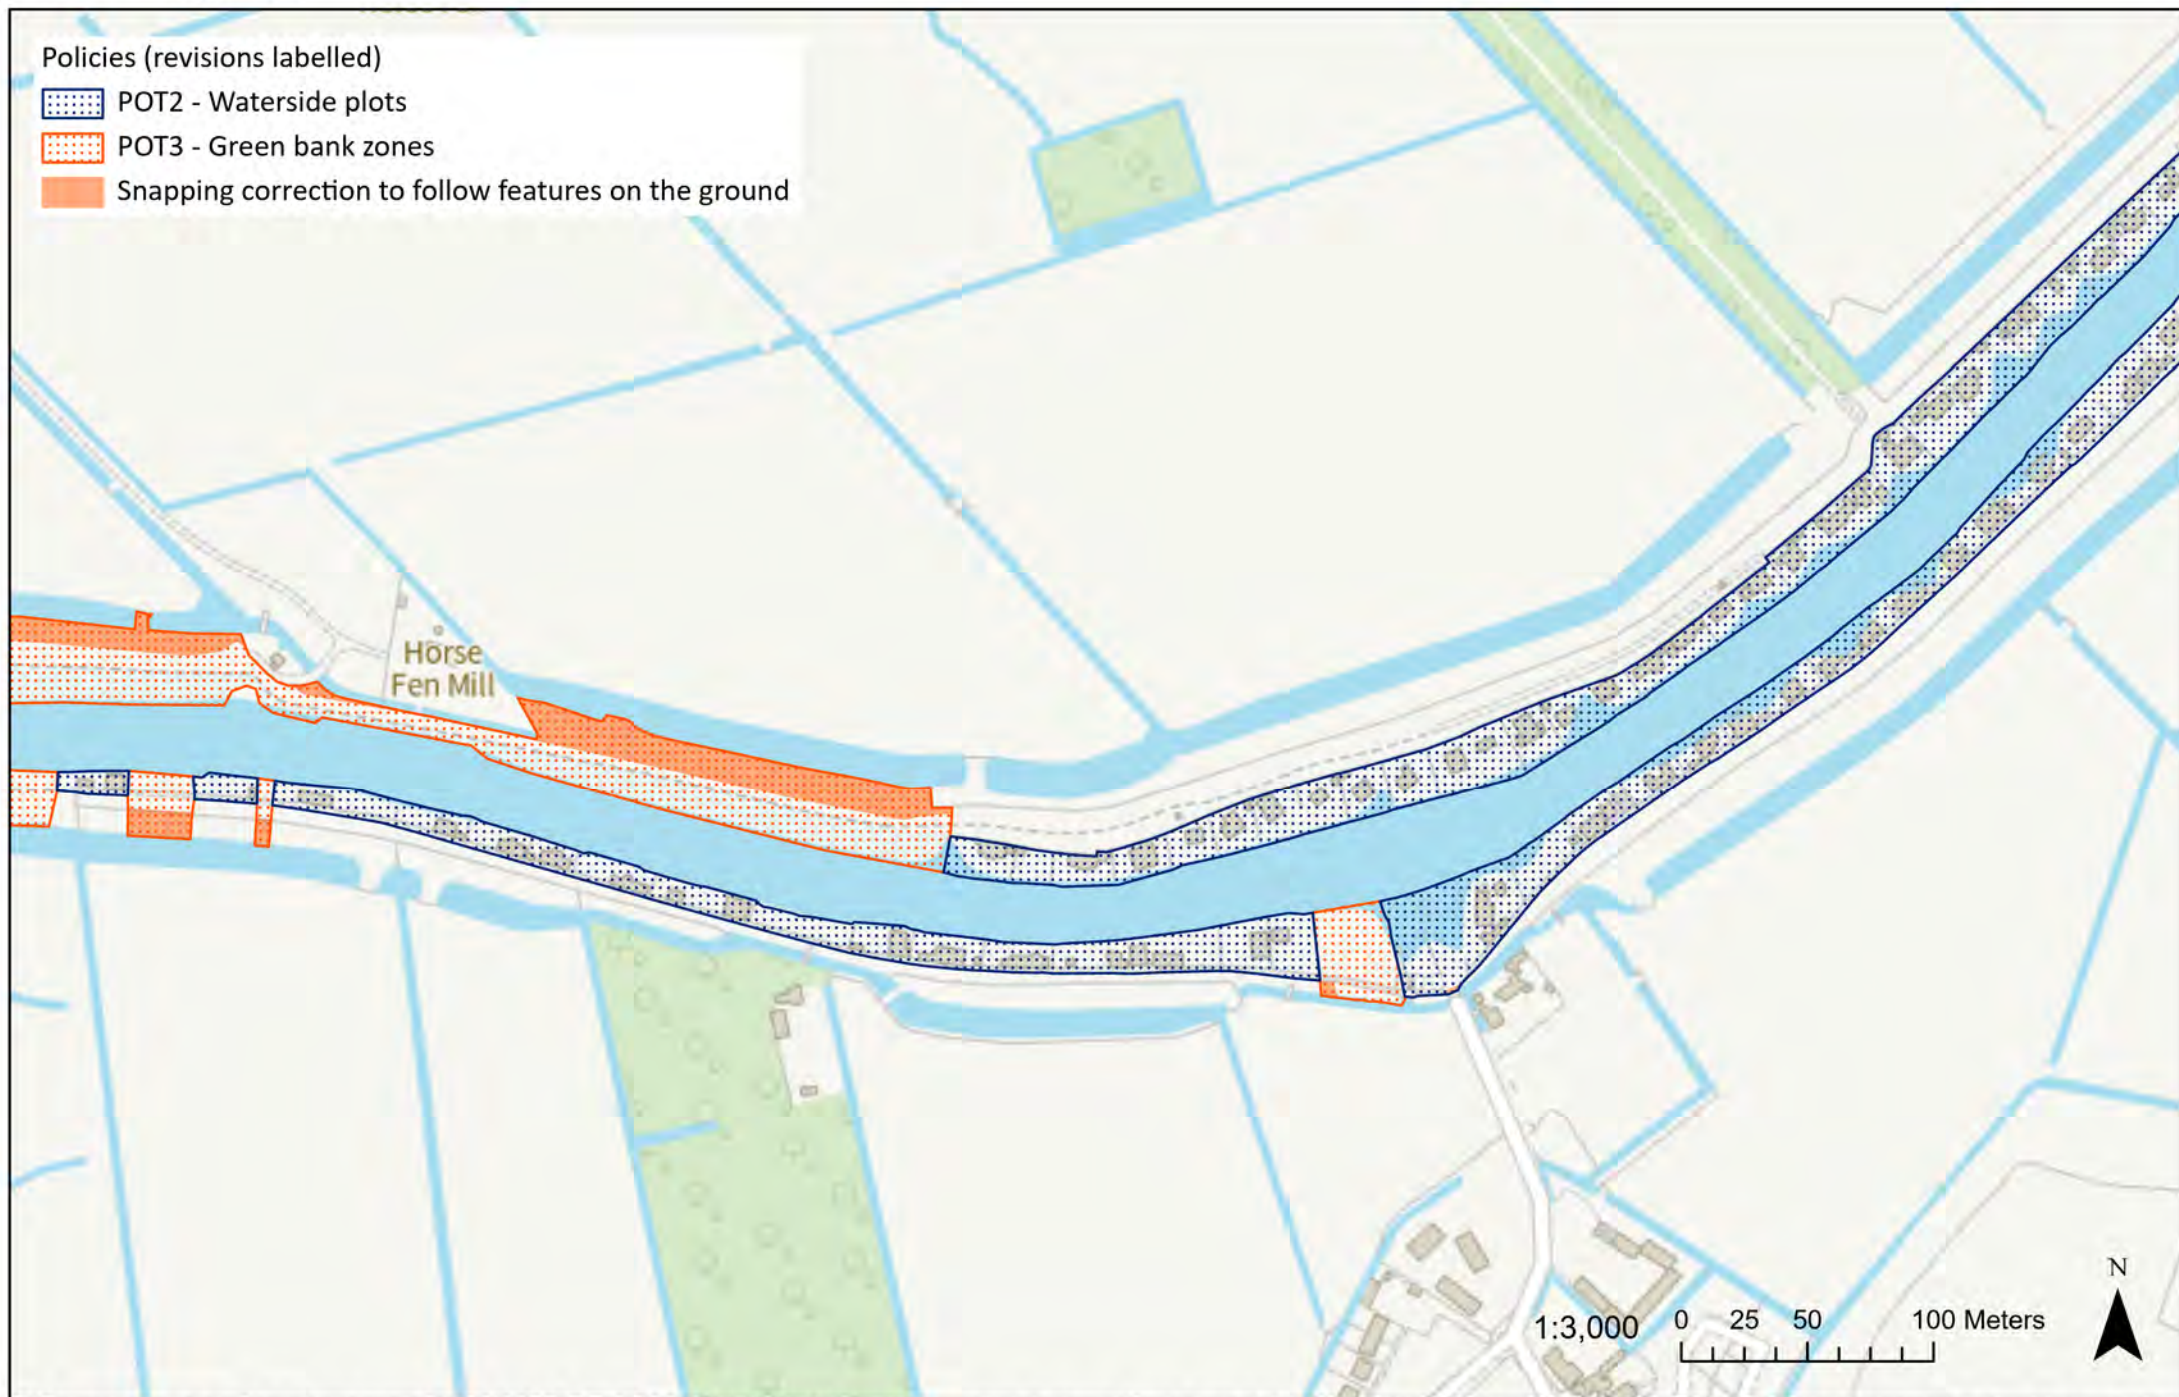 Policies (revisions labelled)
POT2 - Waterside plots
POT3 - Green bank zones
Snapping correction to follow features on the ground
Horse
Fen Mill
1:3,000
0 25 50 100 Meters
N